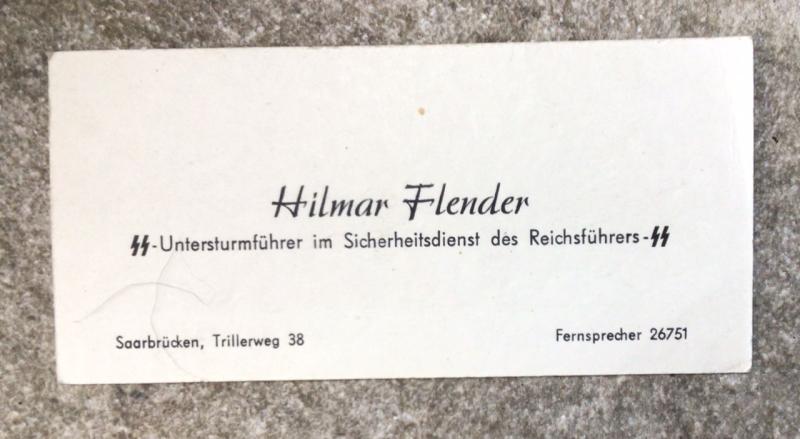 Hilmar Flender
ᛋᛋ-Untersturmführer im Sicherheitsdienst des Reichsführers-ᛋᛋ
Saarbrücken, Trillerweg 38
Fernsprecher 26751